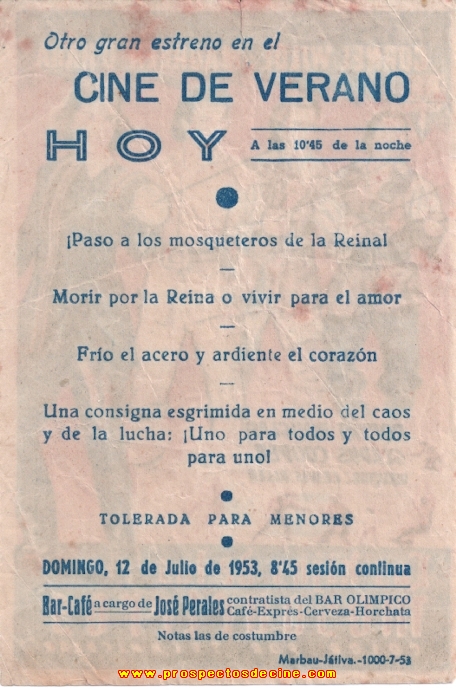 Otro gran estreno en el
CINE DE VERANO
HOY A las 10'45 de la noche
¡Paso a los mosqueteros de la Reina!
Morir por la Reina o vivir para el amor
Frío el acero y ardiente el corazón
Una consigna esgrimida en medio del caos
y de la lucha: ¡Uno para todos y todos
para uno!
TOLERADA PARA MENORES
DOMINGO, 12 de Julio de 1953, 8'45 sesión continua
Bar-Café a cargo de José Perales contratista del BAR OLIMPICO
Café-Exprés-Cerveza-Horchata
Notas las de costumbre
Marbau-Játiva.-1000-7-53
www.prospectosdecine.com